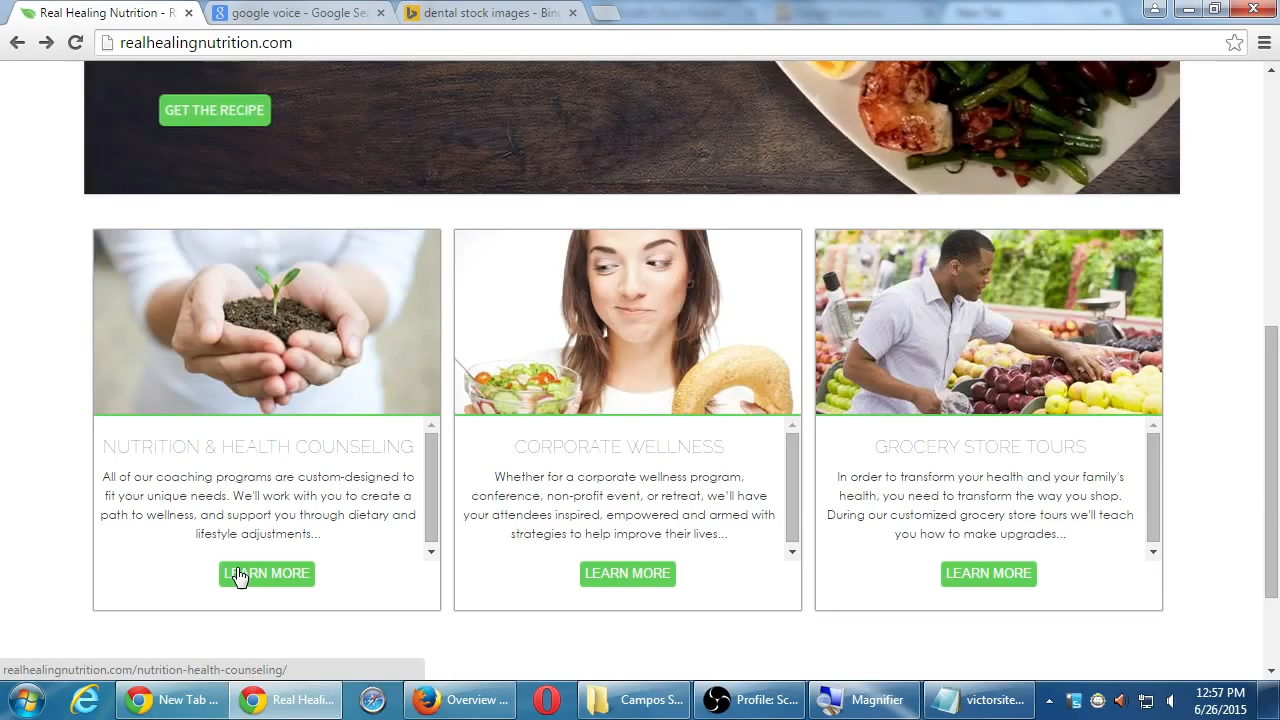 Real Healing Nutrition - R
google voice - Google Se
dental stock images - Bing
realhealingnutrition.com
GET THE RECIPE
NUTRITION & HEALTH COUNSELING
All of our coaching programs are custom-designed to
fit your unique needs. We'll work with you to create a
path to wellness, and support you through dietary and
lifestyle adjustments...
LEARN MORE
CORPORATE WELLNESS
Whether for a corporate wellness program,
conference, non-profit event, or retreat, we'll have
your attendees inspired, empowered and armed with
strategies to help improve their lives...
LEARN MORE
GROCERY STORE TOURS
In order to transform your health and your family's
health, you need to transform the way you shop.
During our customized grocery store tours we'll teach
you how to make upgrades...
LEARN MORE
realhealingnutrition.com/nutrition-health-counseling/
New Tab ...
Real Heali...
Overview ...
Campos S...
Profile: Sc...
Magnifier
victorsite...
12:57 PM
6/26/2015